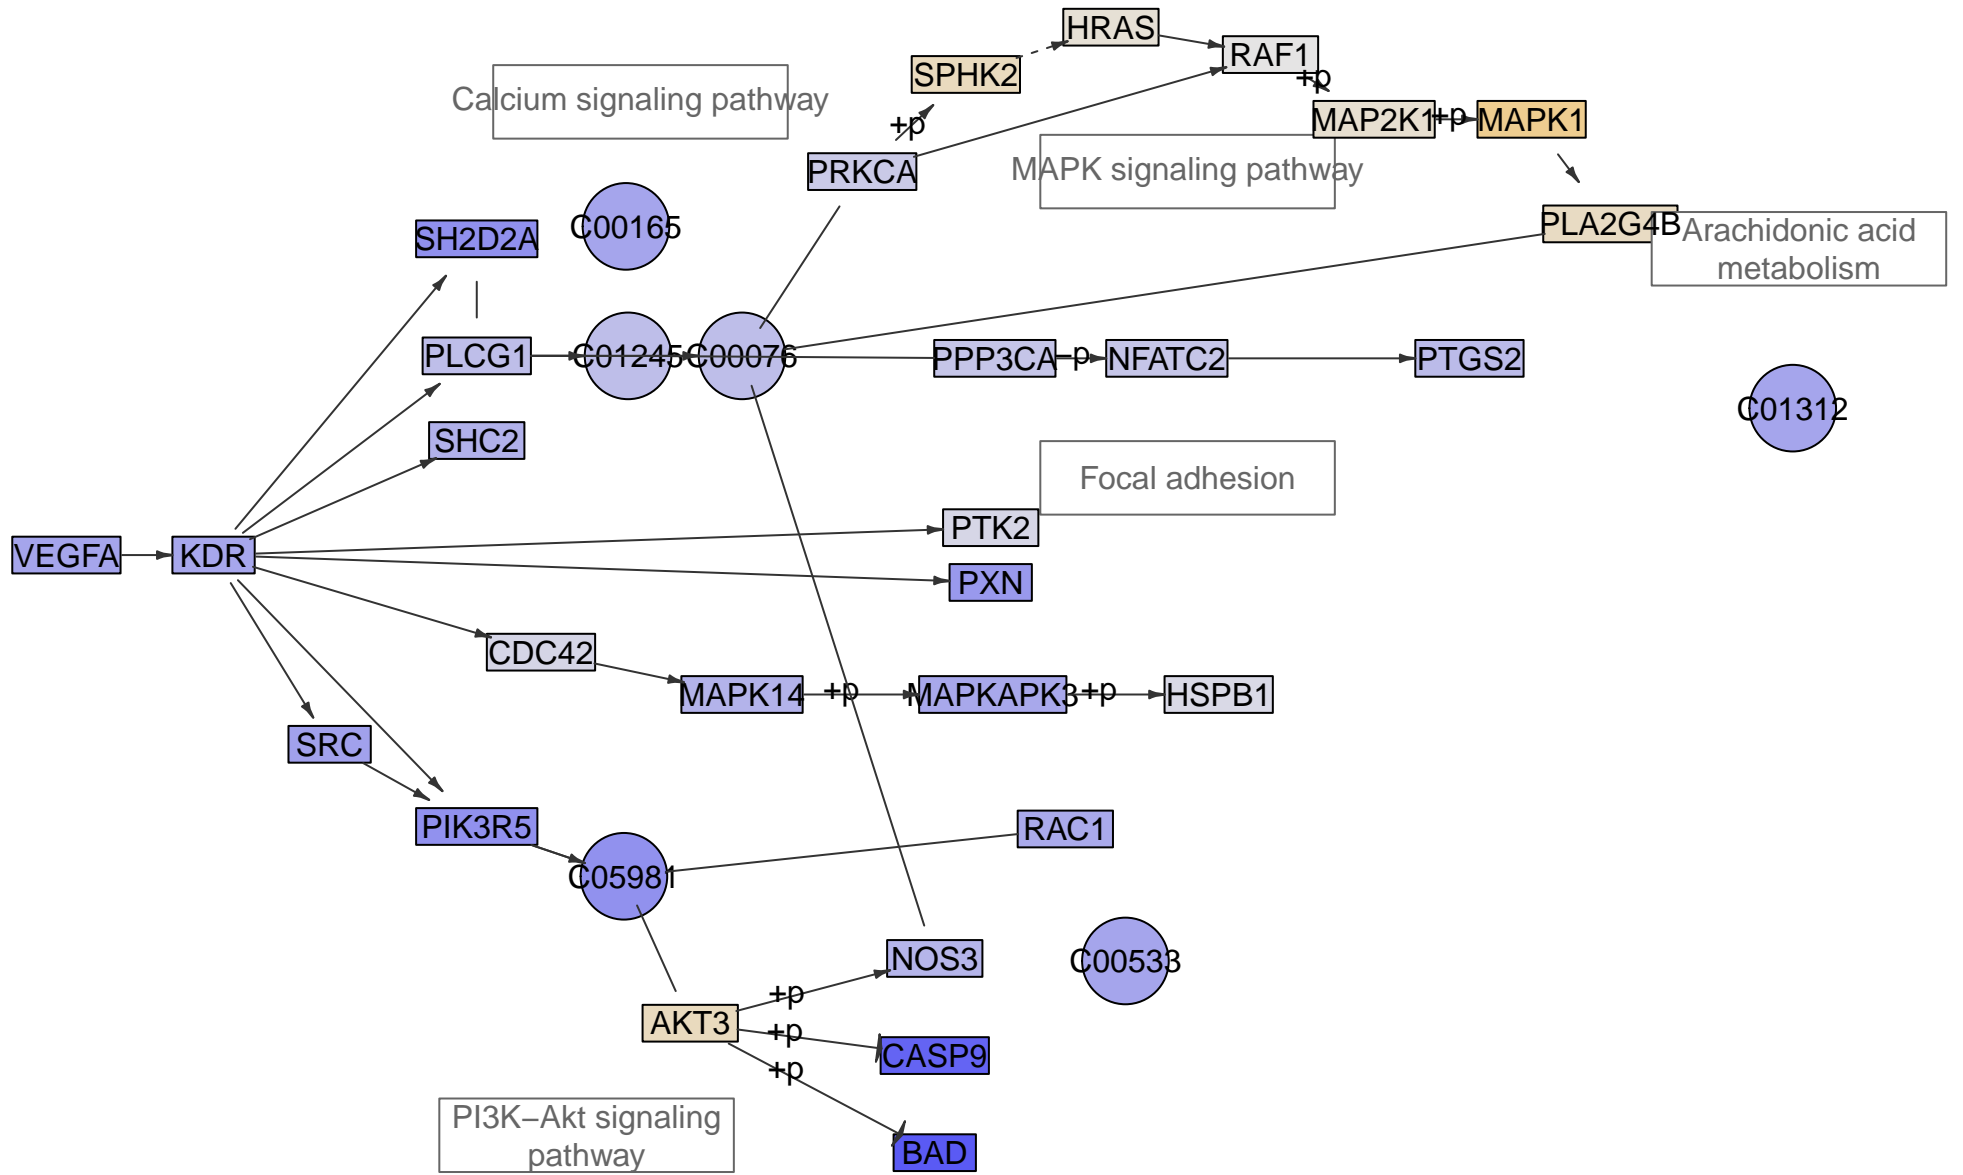 HRAS
RAF1
+p
SPHK2
Calcium signaling pathway
+p
MAP2K1
+p
MAPK1
PRKCA
MAPK signaling pathway
C00165
SH2D2A
PLA2G4B
Arachidonic acid
metabolism
PLCG1
C01245
C00076
PPP3CA
−p
NFATC2
PTGS2
C01312
SHC2
Focal adhesion
PTK2
VEGFA
KDR
PXN
CDC42
MAPK14
+p
MAPKAPK3
+p
HSPB1
SRC
PIK3R5
RAC1
C05981
NOS3
C00533
+p
AKT3
+p
CASP9
+p
PI3K−Akt signaling
pathway
BAD